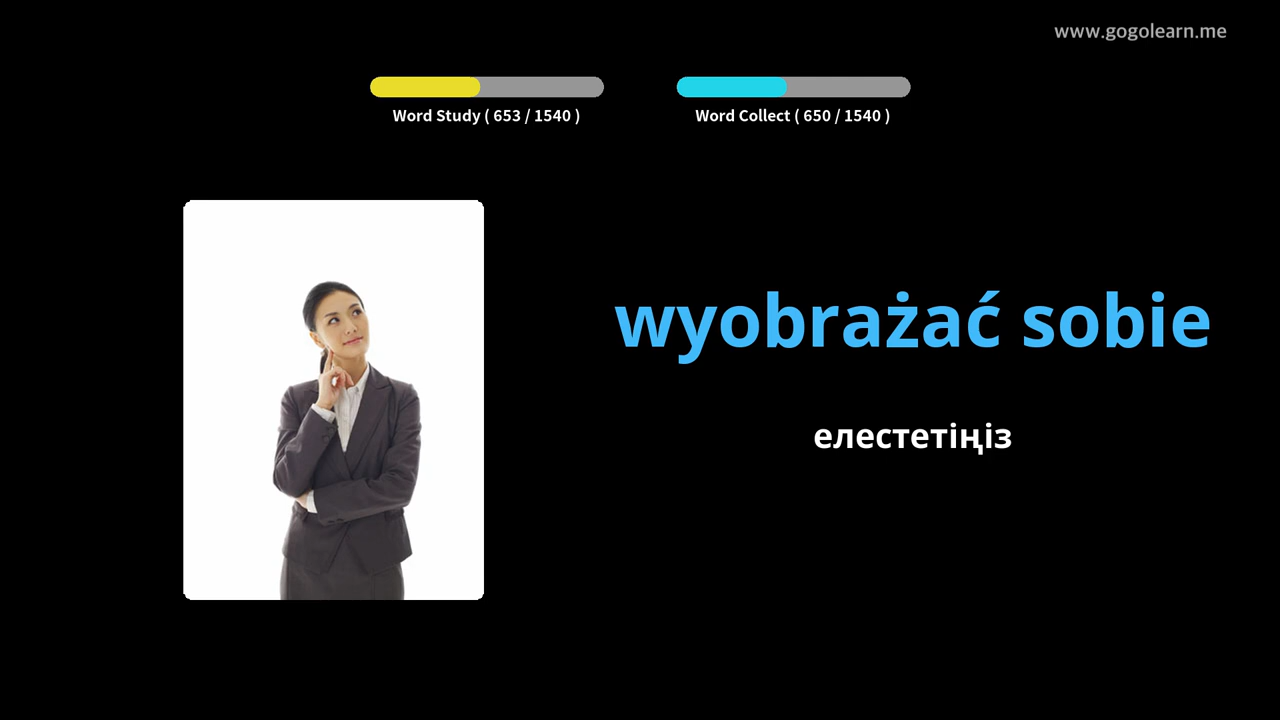 www.gogolearn.me
Word Study ( 653 / 1540 )
Word Collect ( 650 / 1540 )
wyobrażać sobie
елестетіңіз